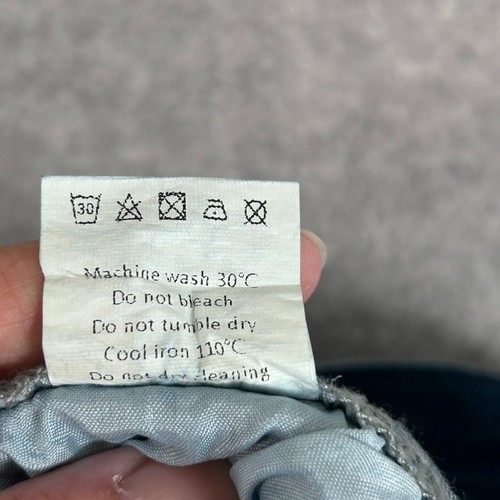 30
Machine wash 30°C
Do not bleach
Do not tumble dry
Cool iron 110°C
Do not dry cleaning